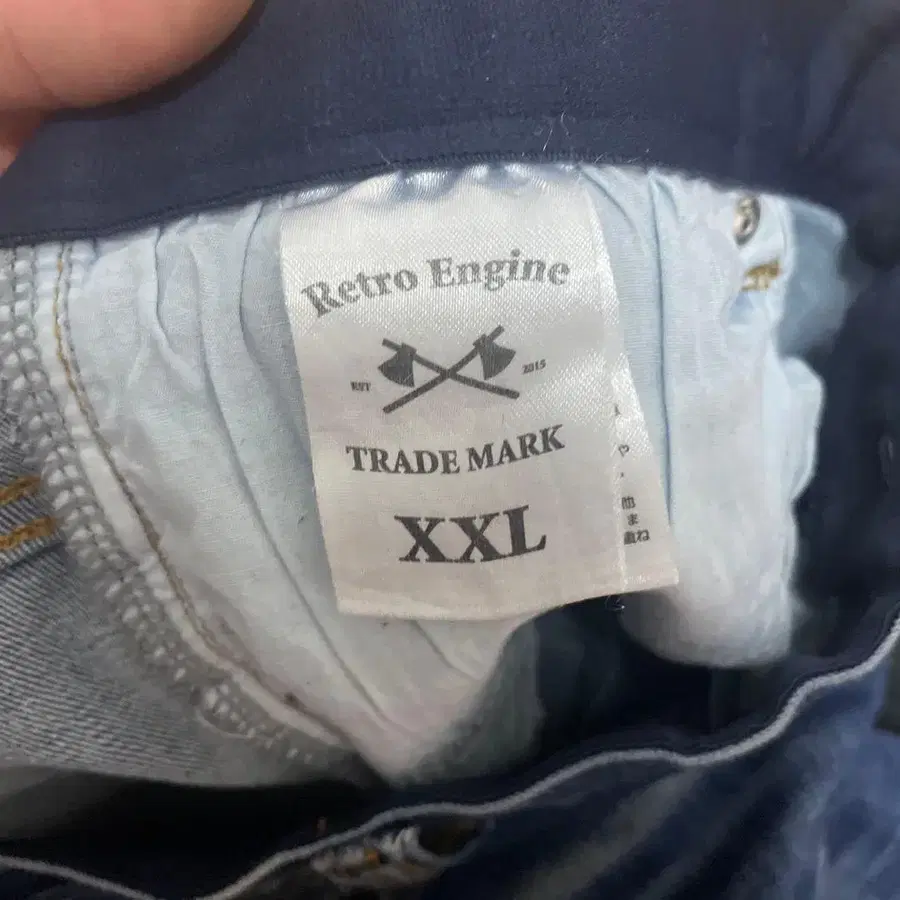 Retro Engine
EST 2015
TRADE MARK
XXL